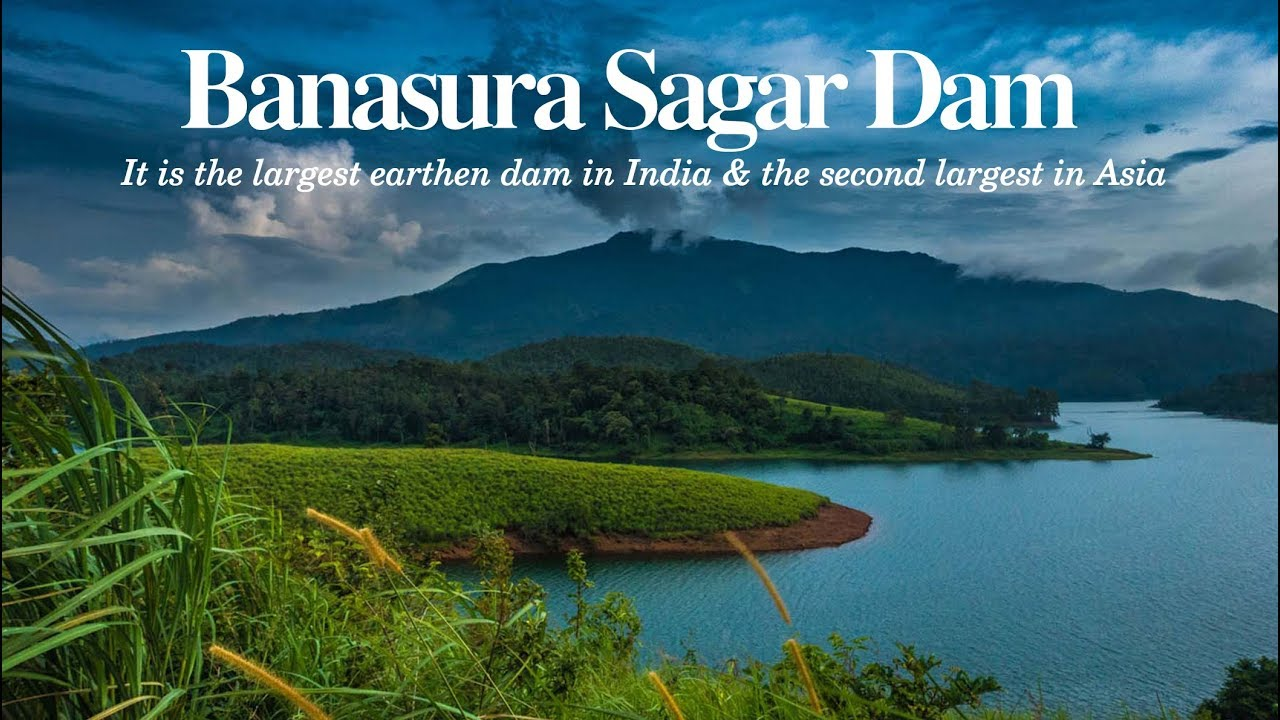 Banasura Sagar Dam
It is the largest earthen dam in India & the second largest in Asia